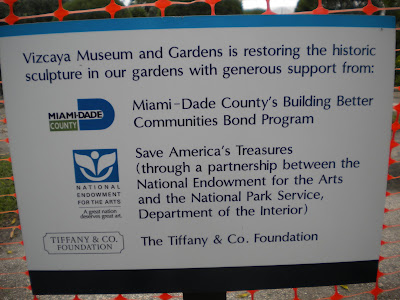 Vizcaya Museum and Gardens is restoring the historic
sculpture in our gardens with generous support from:
MIAMI-DADE
COUNTY
Miami-Dade County's Building Better
Communities Bond Program
NATIONAL
ENDOWMENT
FOR THE ARTS
A great nation
deserves great art.
Save America's Treasures
(through a partnership between the
National Endowment for the Arts
and the National Park Service,
Department of the Interior)
TIFFANY & CO.
FOUNDATION
The Tiffany & Co. Foundation